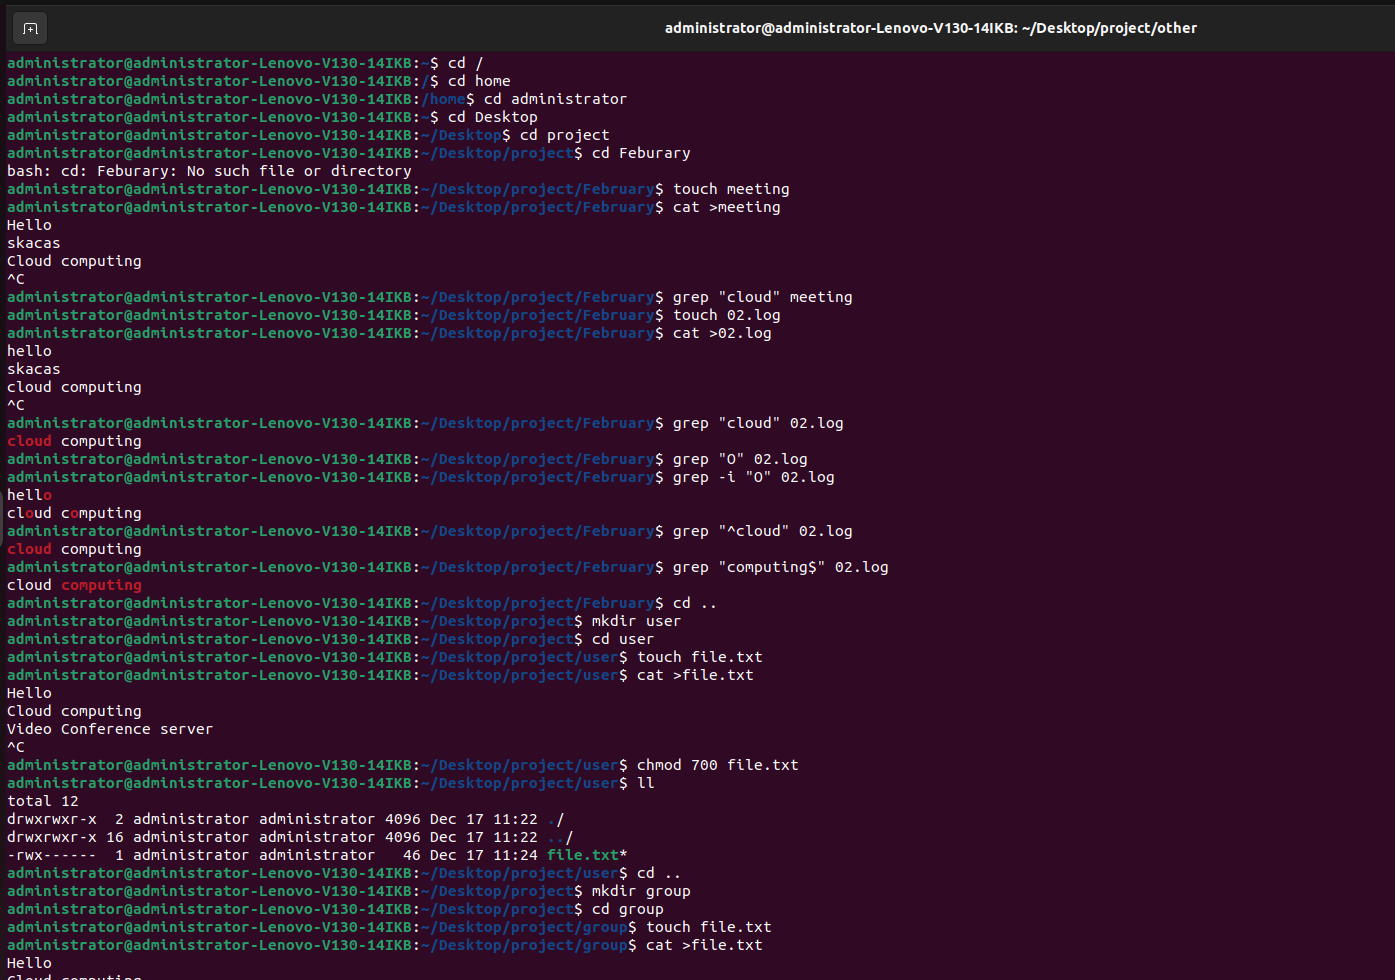 administrator@administrator-Lenovo-V130-14IKB: ~/Desktop/project/other
administrator@administrator-Lenovo-V130-14IKB:~$ cd /
administrator@administrator-Lenovo-V130-14IKB:/$ cd home
administrator@administrator-Lenovo-V130-14IKB:/home$ cd administrator
administrator@administrator-Lenovo-V130-14IKB:~$ cd Desktop
administrator@administrator-Lenovo-V130-14IKB:~/Desktop$ cd project
administrator@administrator-Lenovo-V130-14IKB:~/Desktop/project$ cd Feburary
bash: cd: Feburary: No such file or directory
administrator@administrator-Lenovo-V130-14IKB:~/Desktop/project/February$ touch meeting
administrator@administrator-Lenovo-V130-14IKB:~/Desktop/project/February$ cat >meeting
Hello
skacas
Cloud computing
^C
administrator@administrator-Lenovo-V130-14IKB:~/Desktop/project/February$ grep "cloud" meeting
administrator@administrator-Lenovo-V130-14IKB:~/Desktop/project/February$ touch 02.log
administrator@administrator-Lenovo-V130-14IKB:~/Desktop/project/February$ cat >02.log
hello
skacas
cloud computing
^C
administrator@administrator-Lenovo-V130-14IKB:~/Desktop/project/February$ grep "cloud" 02.log
cloud computing
administrator@administrator-Lenovo-V130-14IKB:~/Desktop/project/February$ grep "O" 02.log
administrator@administrator-Lenovo-V130-14IKB:~/Desktop/project/February$ grep -i "O" 02.log
hello
cloud computing
administrator@administrator-Lenovo-V130-14IKB:~/Desktop/project/February$ grep "^cloud" 02.log
cloud computing
administrator@administrator-Lenovo-V130-14IKB:~/Desktop/project/February$ grep "computing$" 02.log
cloud computing
administrator@administrator-Lenovo-V130-14IKB:~/Desktop/project/February$ cd ..
administrator@administrator-Lenovo-V130-14IKB:~/Desktop/project$ mkdir user
administrator@administrator-Lenovo-V130-14IKB:~/Desktop/project$ cd user
administrator@administrator-Lenovo-V130-14IKB:~/Desktop/project/user$ touch file.txt
administrator@administrator-Lenovo-V130-14IKB:~/Desktop/project/user$ cat >file.txt
Hello
Cloud computing
Video Conference server
^C
administrator@administrator-Lenovo-V130-14IKB:~/Desktop/project/user$ chmod 700 file.txt
administrator@administrator-Lenovo-V130-14IKB:~/Desktop/project/user$ ll
total 12
drwxrwxr-x  2 administrator administrator 4096 Dec 17 11:22 ./
drwxrwxr-x 16 administrator administrator 4096 Dec 17 11:22 ../
-rwx------  1 administrator administrator   46 Dec 17 11:24 file.txt*
administrator@administrator-Lenovo-V130-14IKB:~/Desktop/project/user$ cd ..
administrator@administrator-Lenovo-V130-14IKB:~/Desktop/project$ mkdir group
administrator@administrator-Lenovo-V130-14IKB:~/Desktop/project$ cd group
administrator@administrator-Lenovo-V130-14IKB:~/Desktop/project/group$ touch file.txt
administrator@administrator-Lenovo-V130-14IKB:~/Desktop/project/group$ cat >file.txt
Hello
Cloud computing